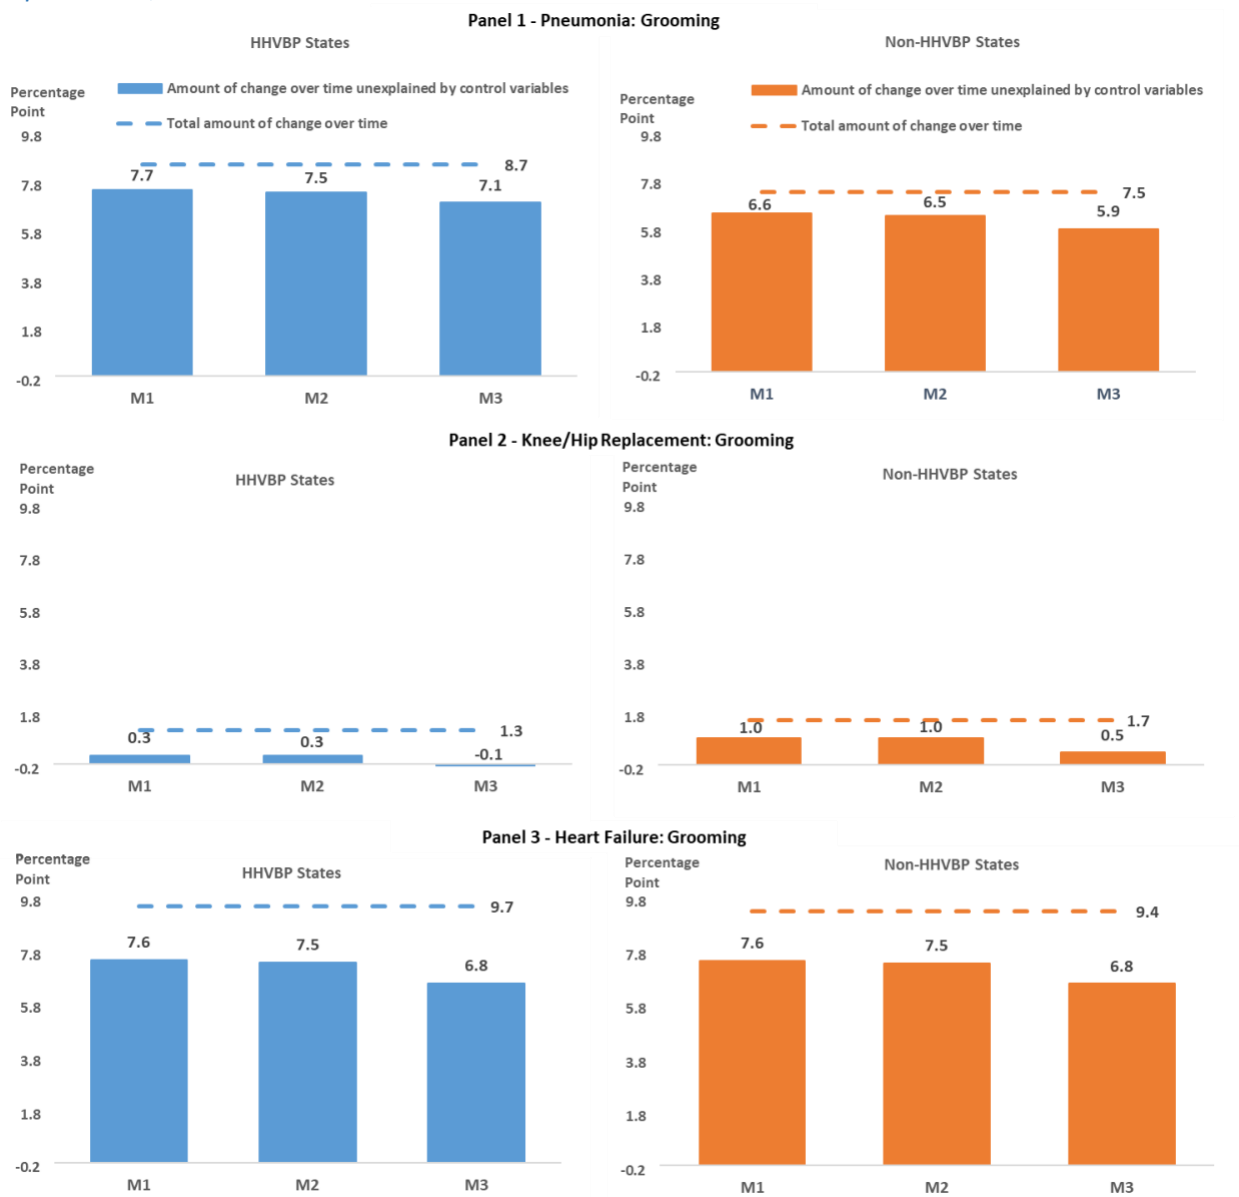 Panel 1 - Pneumonia: Grooming
HHVBP States
Percentage
Point
Amount of change over time unexplained by control variables
Total amount of change over time
9.8
7.8
5.8
3.8
1.8
-0.2
8.7
7.7
7.5
7.1
M1
M2
M3
Non-HHVBP States
Percentage
Point
Amount of change over time unexplained by control variables
Total amount of change over time
9.8
7.8
5.8
3.8
1.8
-0.2
7.5
6.6
6.5
5.9
M1
M2
M3
Panel 2 - Knee/Hip Replacement: Grooming
HHVBP States
Percentage
Point
9.8
7.8
5.8
3.8
1.8
-0.2
1.3
0.3
0.3
-0.1
M1
M2
M3
Non-HHVBP States
Percentage
Point
9.8
7.8
5.8
3.8
1.8
-0.2
1.7
1.0
1.0
0.5
M1
M2
M3
Panel 3 - Heart Failure: Grooming
HHVBP States
Percentage
Point
9.8
7.8
5.8
3.8
1.8
-0.2
9.7
7.6
7.5
6.8
M1
M2
M3
Non-HHVBP States
Percentage
Point
9.8
7.8
5.8
3.8
1.8
-0.2
9.4
7.6
7.5
6.8
M1
M2
M3